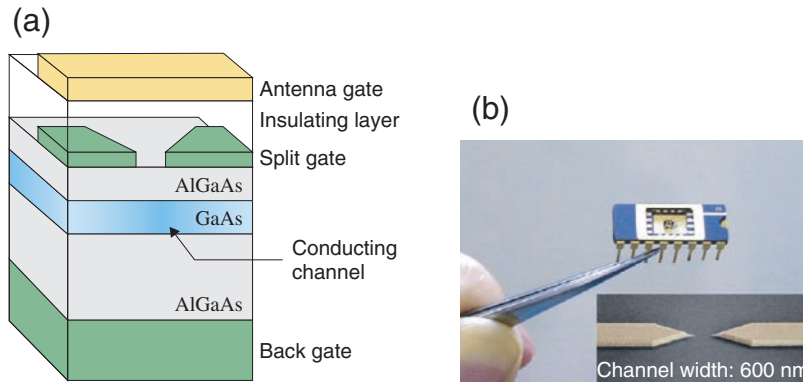 (a)
Antenna gate
Insulating layer
Split gate
AlGaAs
GaAs
Conducting
channel
AlGaAs
Back gate
(b)
Channel width: 600 nm